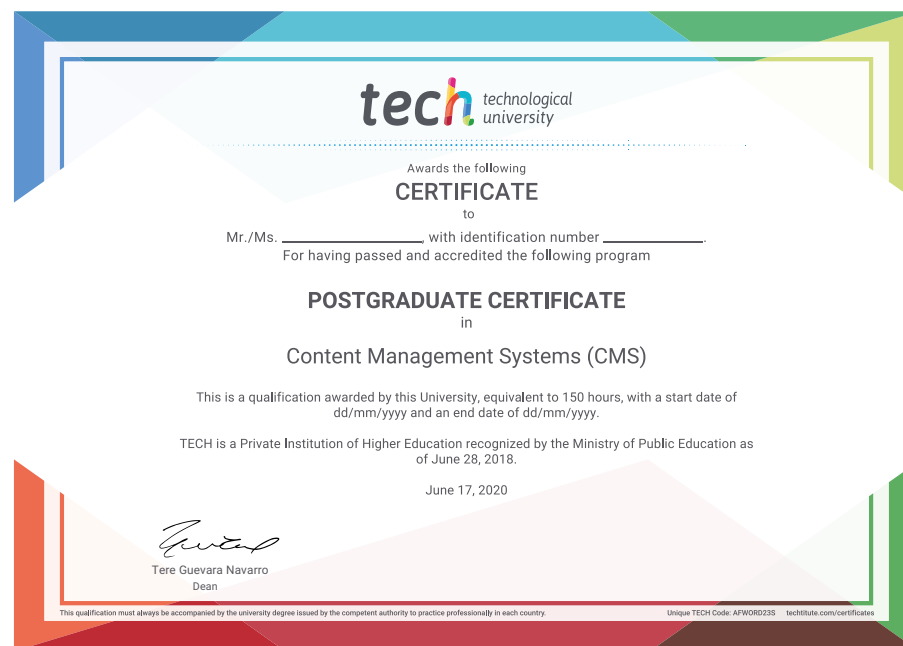 tech technological
university
Awards the following
CERTIFICATE
to
Mr./Ms. ____________________, with identification number ______________.
For having passed and accredited the following program
POSTGRADUATE CERTIFICATE
in
Content Management Systems (CMS)
This is a qualification awarded by this University, equivalent to 150 hours, with a start date of
dd/mm/yyyy and an end date of dd/mm/yyyy.
TECH is a Private Institution of Higher Education recognized by the Ministry of Public Education as
of June 28, 2018.
June 17, 2020
Tere Guevara Navarro
Dean
This qualification must always be accompanied by the university degree issued by the competent authority to practice professionally in each country. Unique TECH Code: AFWORD23S techtitute.com/certificates